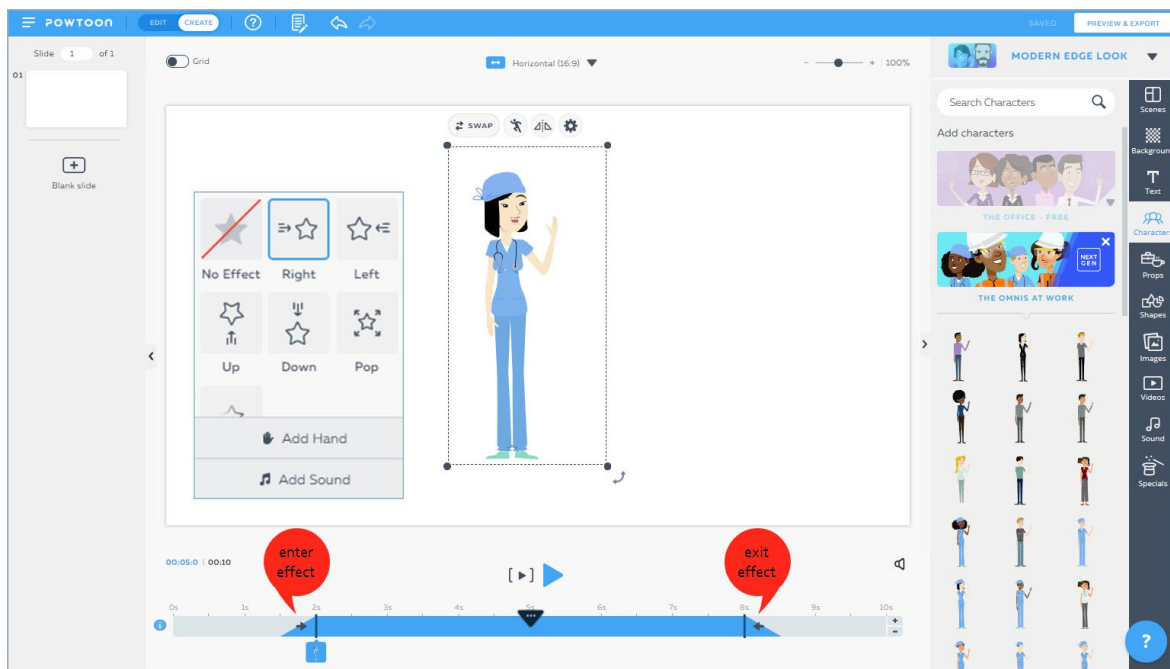 POWTOON
EDIT
CREATE
SAVED
PREVIEW & EXPORT
Slide 1 of 1
01
Blank slide
Grid
Horizontal (16:9)
- + 100%
SWAP
No Effect
Right
Left
Up
Down
Pop
Add Hand
Add Sound
MODERN EDGE LOOK
Search Characters
Add characters
THE OFFICE - FREE
NEXT
GEN
THE OMNIS AT WORK
Scenes
Backgroun
Text
Character
Props
Shapes
Images
Videos
Sound
Specials
enter
effect
exit
effect
00:05:0 | 00:10
0s 1s 2s 3s 4s 5s 6s 7s 8s 9s 10s